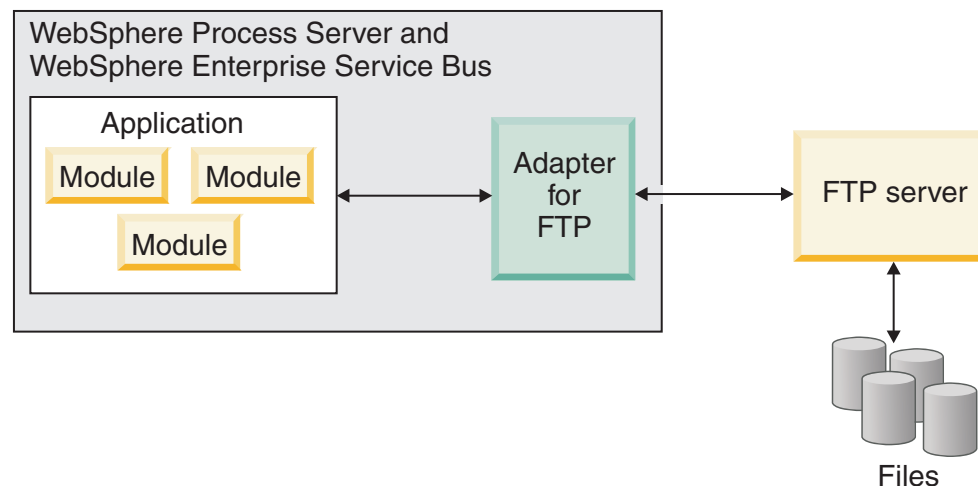 WebSphere Process Server and
WebSphere Enterprise Service Bus
Application
Module
Module
Module
Adapter
for
FTP
FTP server
Files